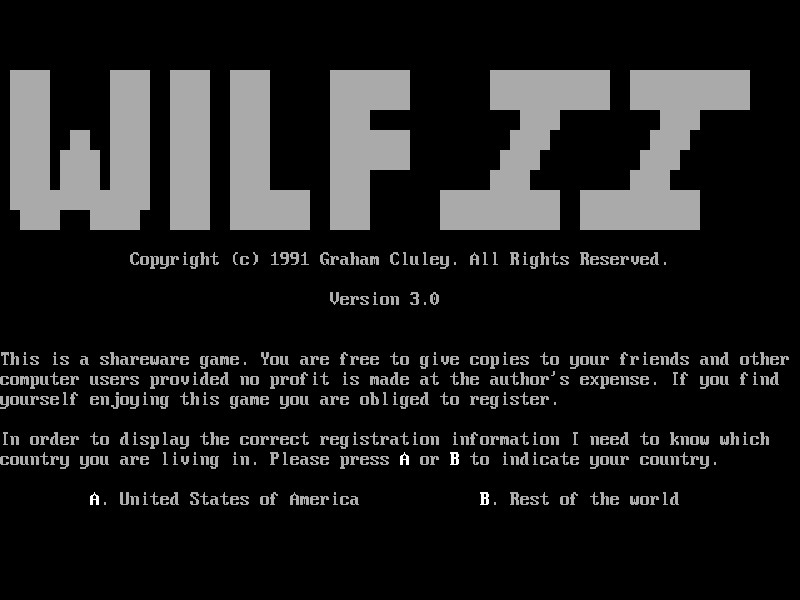 WILF II
Copyright (c) 1991 Graham Cluley. All Rights Reserved.
Version 3.0
This is a shareware game. You are free to give copies to your friends and other
computer users provided no profit is made at the author's expense. If you find
yourself enjoying this game you are obliged to register.
In order to display the correct registration information I need to know which
country you are living in. Please press A or B to indicate your country.
A. United States of America B. Rest of the world